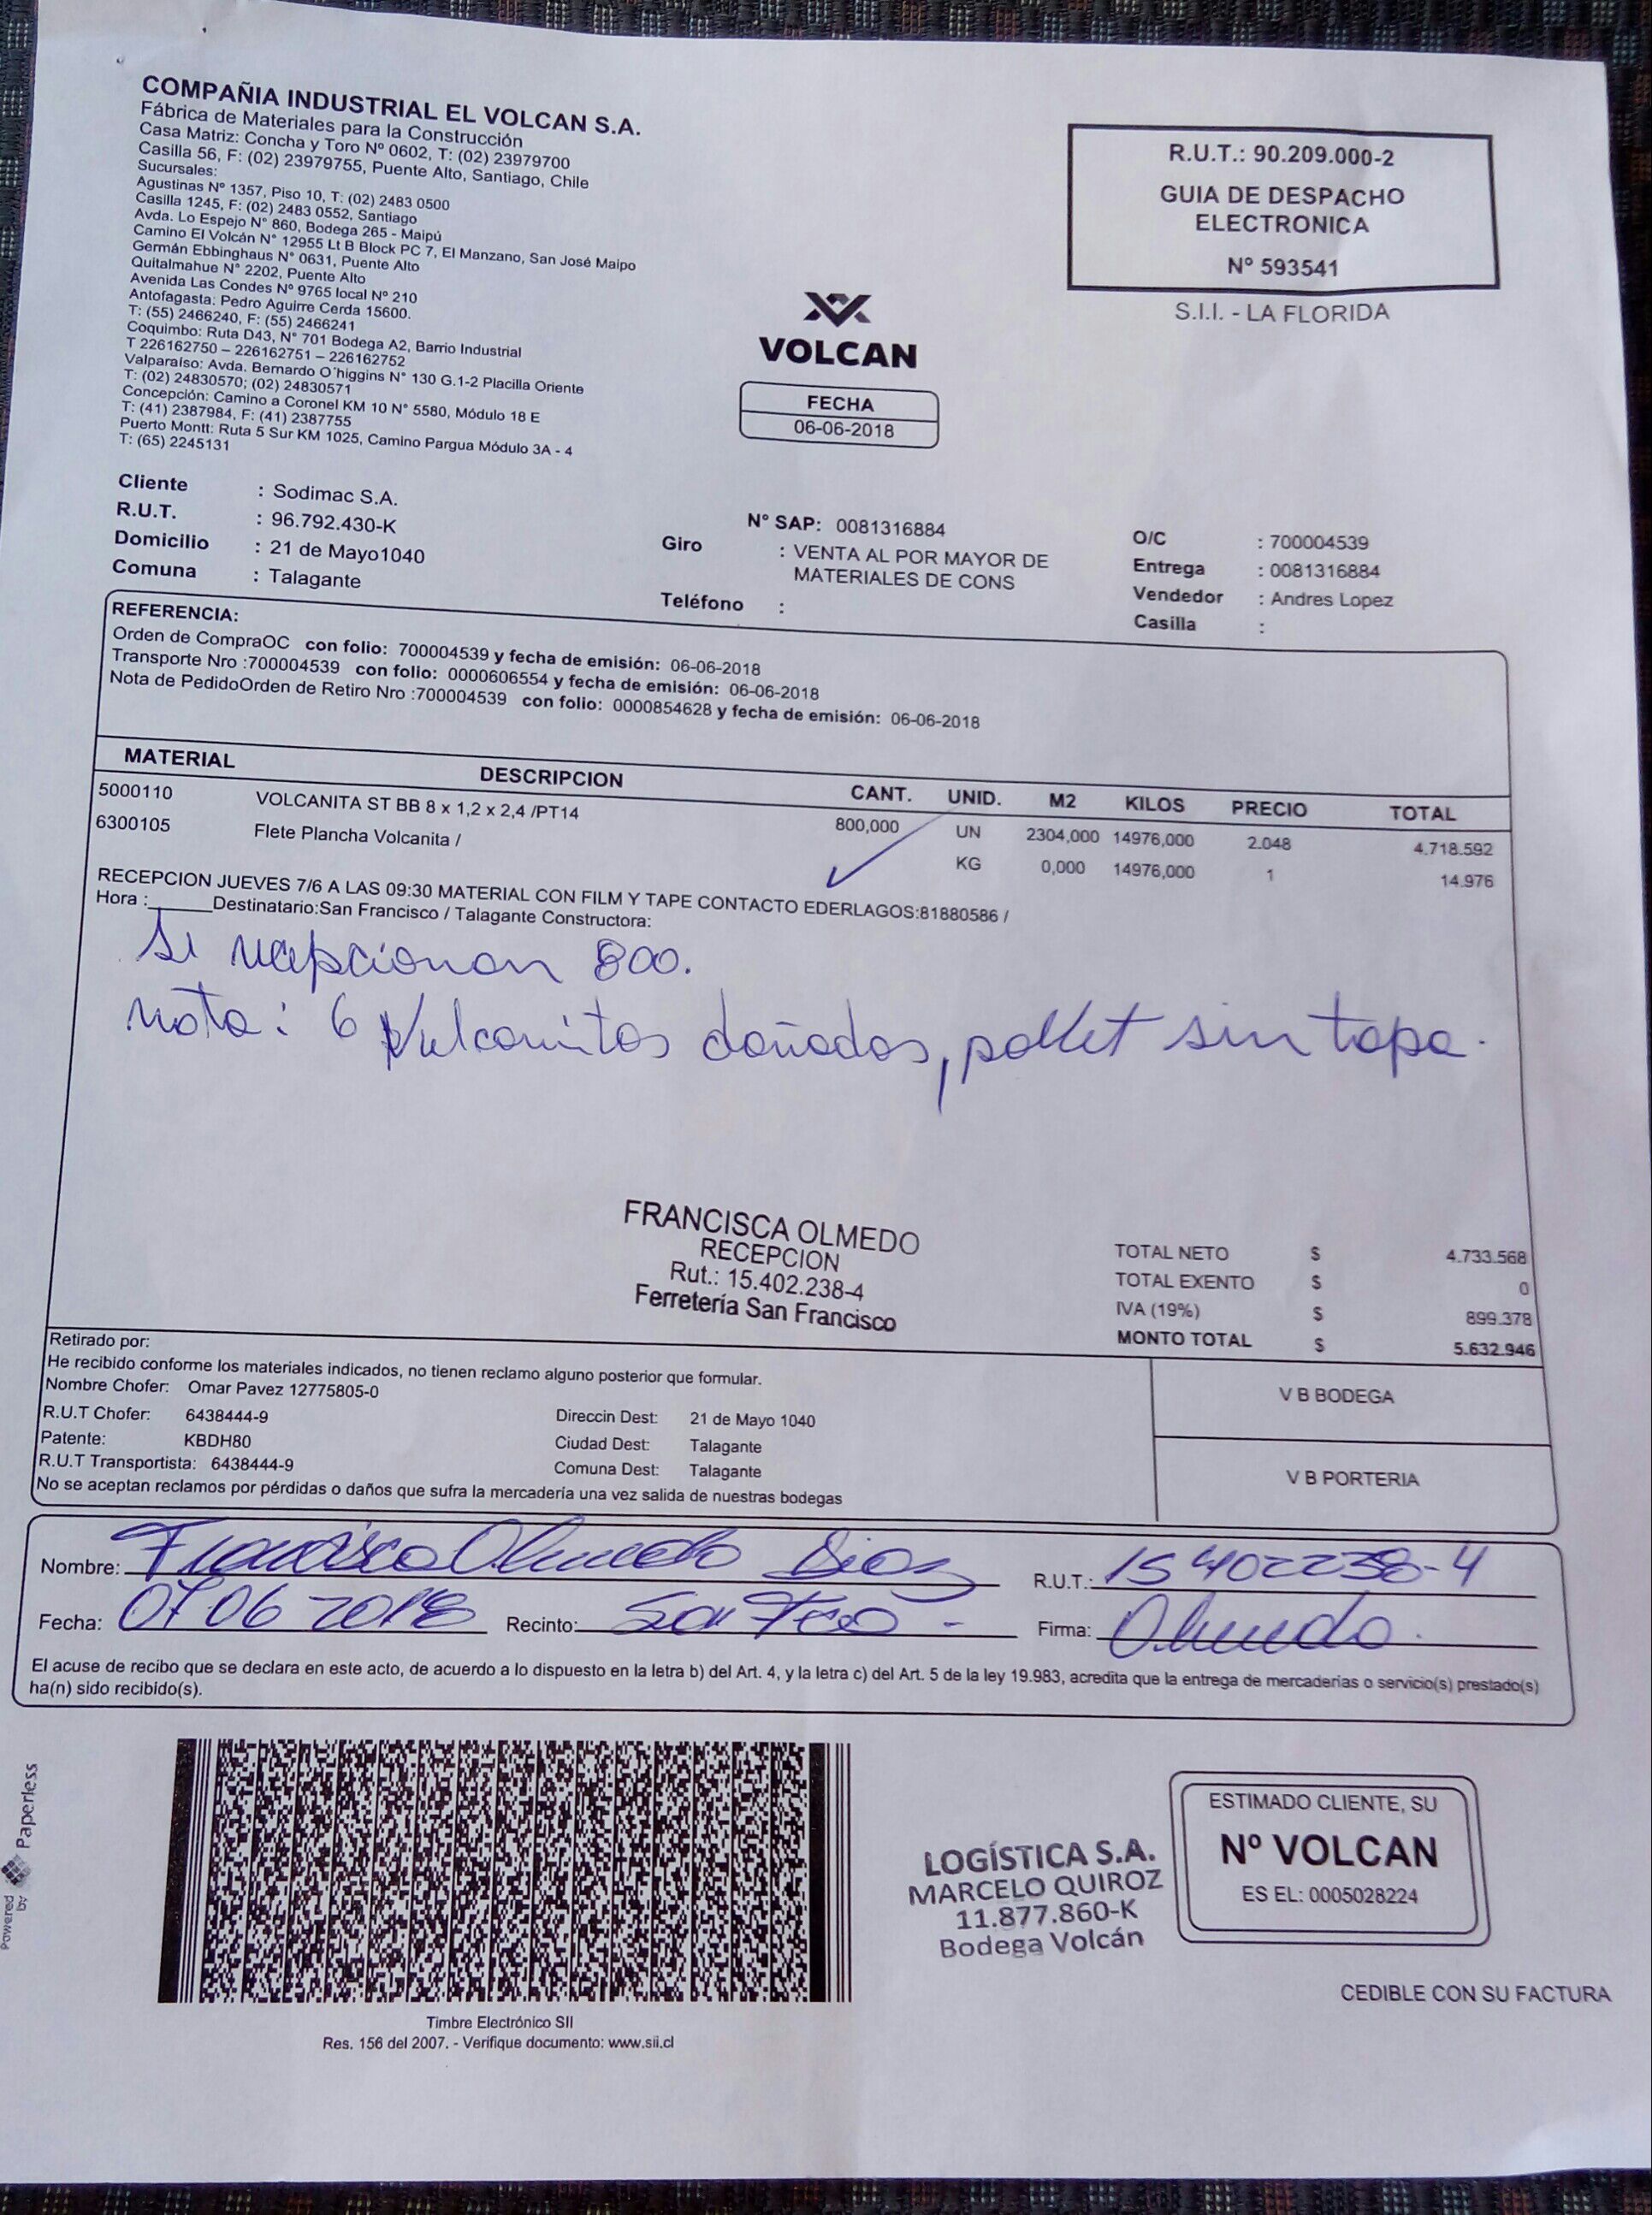 COMPAÑIA INDUSTRIAL EL VOLCAN S.A.
Fábrica de Materiales para la Construcción
Casa Matriz: Concha y Toro Nº 0602, T: (02) 23979700
Casilla 56, F: (02) 23979755, Puente Alto, Santiago, Chile
Sucursales:
Agustinas Nº 1357, Piso 10, T: (02) 2483 0500
Casilla 1245, F: (02) 2483 0552, Santiago
Avda. Lo Espejo N° 860, Bodega 265 - Maipú
Camino El Volcán N° 12955 Lt B Block PC 7, El Manzano, San José Maipo
Germán Ebbinghaus N° 0631, Puente Alto
Quitalmahue N° 2202, Puente Alto
Avenida Las Condes Nº 9765 local Nº 210
Antofagasta: Pedro Aguirre Cerda 15600.
T: (55) 2466240, F: (55) 2466241
Coquimbo: Ruta D43, N° 701 Bodega A2, Barrio Industrial
T 226162750 – 226162751 – 226162752
Valparaíso: Avda. Bernardo O´higgins N° 130 G.1-2 Placilla Oriente
T: (02) 24830570; (02) 24830571
Concepción: Camino a Coronel KM 10 N° 5580, Módulo 18 E
T: (41) 2387984, F: (41) 2387755
Puerto Montt: Ruta 5 Sur KM 1025, Camino Pargua Módulo 3A - 4
T: (65) 2245131
VOLCAN
FECHA
06-06-2018
R.U.T.: 90.209.000-2
GUIA DE DESPACHO
ELECTRONICA
Nº 593541
S.I.I. - LA FLORIDA
Cliente : Sodimac S.A.
R.U.T. : 96.792.430-K
Domicilio : 21 de Mayo1040
Comuna : Talagante
N° SAP: 0081316884
Giro : VENTA AL POR MAYOR DE
MATERIALES DE CONS
Teléfono :
O/C : 700004539
Entrega : 0081316884
Vendedor : Andres Lopez
Casilla :
REFERENCIA:
Orden de CompraOC con folio: 700004539 y fecha de emisión: 06-06-2018
Transporte Nro :700004539 con folio: 0000606554 y fecha de emisión: 06-06-2018
Nota de PedidoOrden de Retiro Nro :700004539 con folio: 0000854628 y fecha de emisión: 06-06-2018
MATERIAL DESCRIPCION CANT. UNID. M2 KILOS PRECIO TOTAL
5000110 VOLCANITA ST BB 8 x 1,2 x 2,4 /PT14 800,000 UN 2304,000 14976,000 2.048 4.718.592
6300105 Flete Plancha Volcanita / KG 0,000 14976,000 1 14.976
RECEPCION JUEVES 7/6 A LAS 09:30 MATERIAL CON FILM Y TAPE CONTACTO EDERLAGOS:81880586 /
Hora :______Destinatario:San Francisco / Talagante Constructora:
Se recepcionan 800.
nota: 6 Vulcanitas dañadas, pallet sin tapa.
FRANCISCA OLMEDO
RECEPCION
Rut.: 15.402.238-4
Ferretería San Francisco
TOTAL NETO $ 4.733.568
TOTAL EXENTO $ 0
IVA (19%) $ 899.378
MONTO TOTAL $ 5.632.946
Retirado por:
He recibido conforme los materiales indicados, no tienen reclamo alguno posterior que formular.
Nombre Chofer: Omar Pavez 12775805-0
R.U.T Chofer: 6438444-9 Direccin Dest: 21 de Mayo 1040
Patente: KBDH80 Ciudad Dest: Talagante
R.U.T Transportista: 6438444-9 Comuna Dest: Talagante
No se aceptan reclamos por pérdidas o daños que sufra la mercadería una vez salida de nuestras bodegas
V B BODEGA
V B PORTERIA
Nombre: Francisca Olmedo Dias R.U.T.: 15402238-4
Fecha: 07 06 2018 Recinto: San Fco - Firma: Olmedo.
El acuse de recibo que se declara en este acto, de acuerdo a lo dispuesto en la letra b) del Art. 4, y la letra c) del Art. 5 de la ley 19.983, acredita que la entrega de mercaderías o servicio(s) prestado(s)
ha(n) sido recibido(s).
Powered by Paperless
Timbre Electrónico SII
Res. 156 del 2007. - Verifique documento: www.sii.cl
LOGÍSTICA S.A.
MARCELO QUIROZ
11.877.860-K
Bodega Volcán
ESTIMADO CLIENTE, SU
Nº VOLCAN
ES EL: 0005028224
CEDIBLE CON SU FACTURA